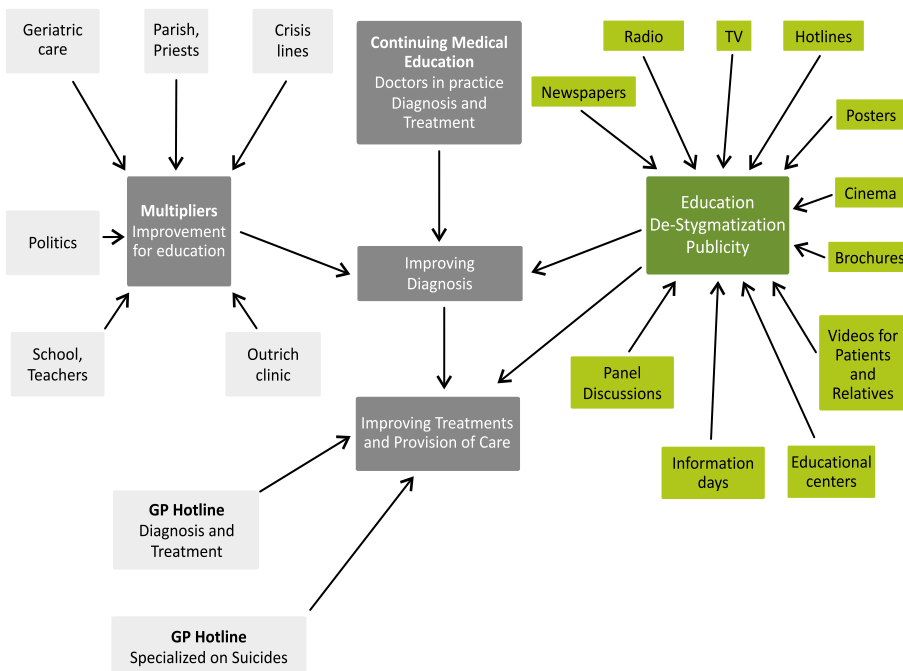 Geriatric
care
Parish,
Priests
Crisis
lines
Continuing Medical
Education
Doctors in practice
Diagnosis and
Treatment
Radio
TV
Hotlines
Newspapers
Posters
Multipliers
Improvement
for education
Education
De-Stygmatization
Publicity
Cinema
Politics
Improving
Diagnosis
Brochures
School,
Teachers
Outrich
clinic
Panel
Discussions
Videos for
Patients
and
Relatives
Improving Treatments
and Provision of Care
Information
days
Educational
centers
GP Hotline
Diagnosis and
Treatment
GP Hotline
Specialized on Suicides